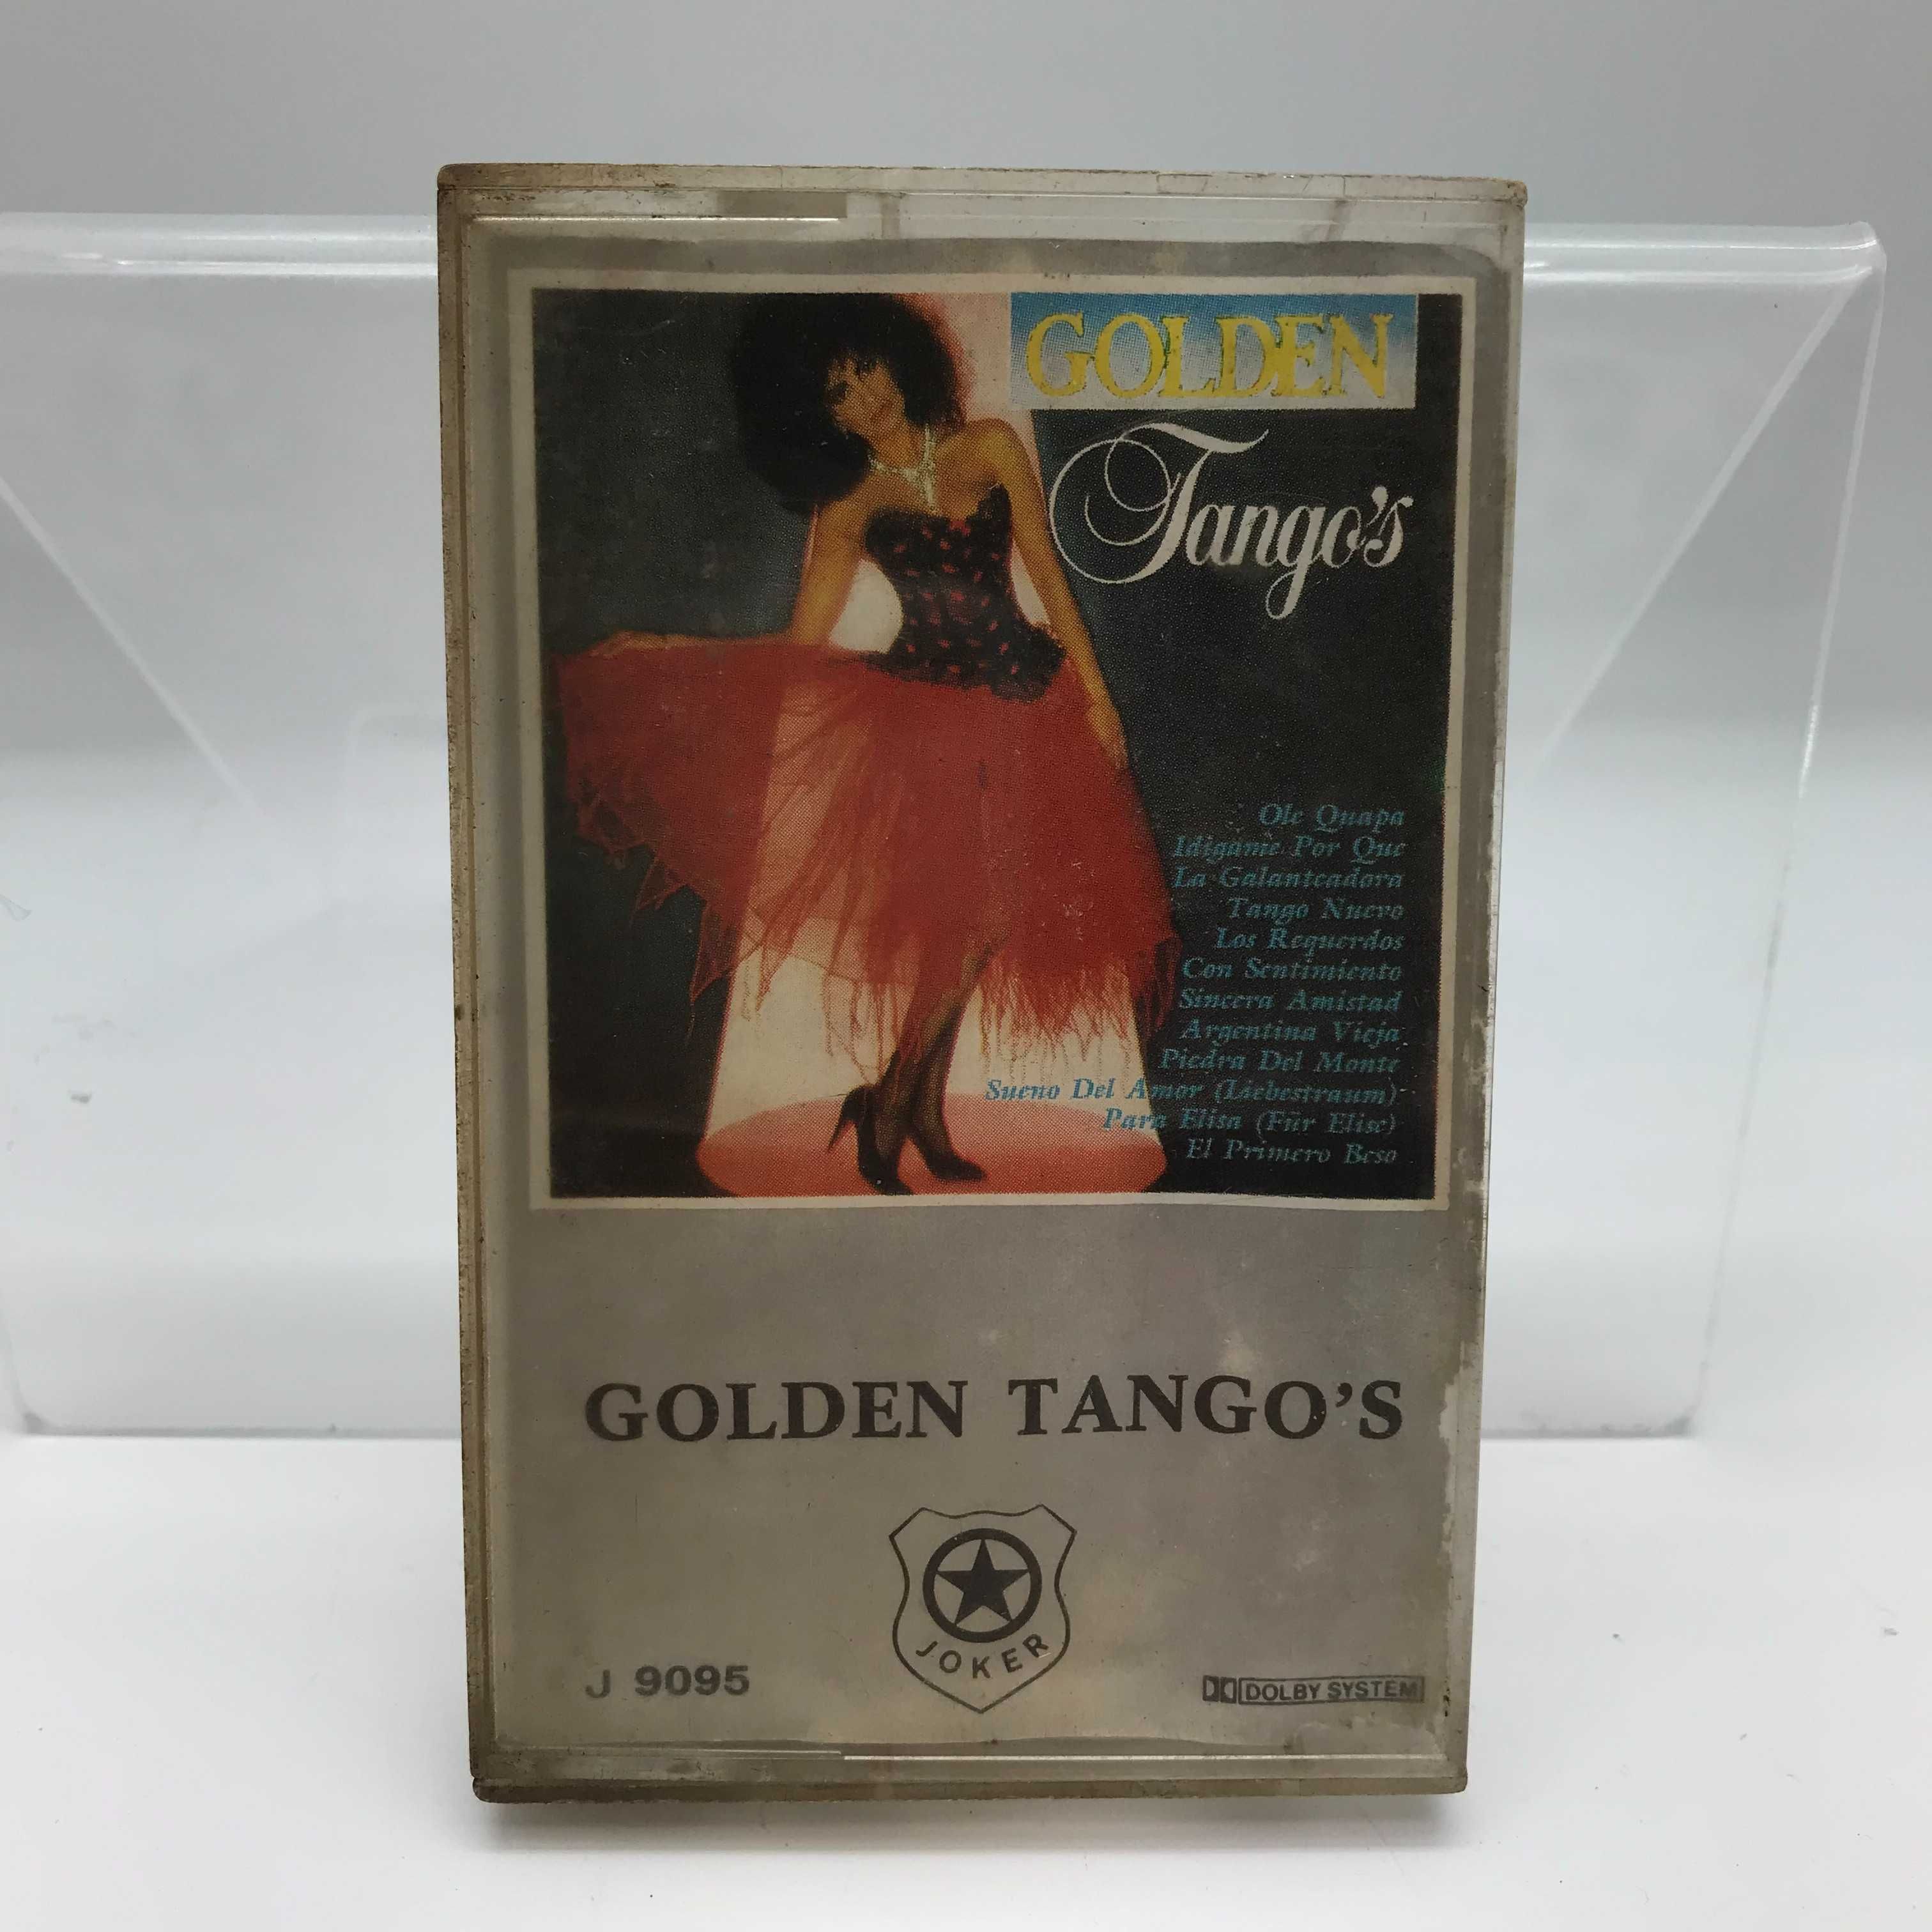 GOLDEN
Tango's
Ole Quapa
Idigame Por Que
La Galanteadora
Tango Nuevo
Los Requerdos
Con Sentimiento
Sincera Amistad
Argentina Vieja
Piedra Del Monte
Sueno Del Amor (Liebestraum)
Para Elisa (Für Elise)
El Primero Beso
GOLDEN TANGO'S
JOKER
J 9095
DOLBY SYSTEM